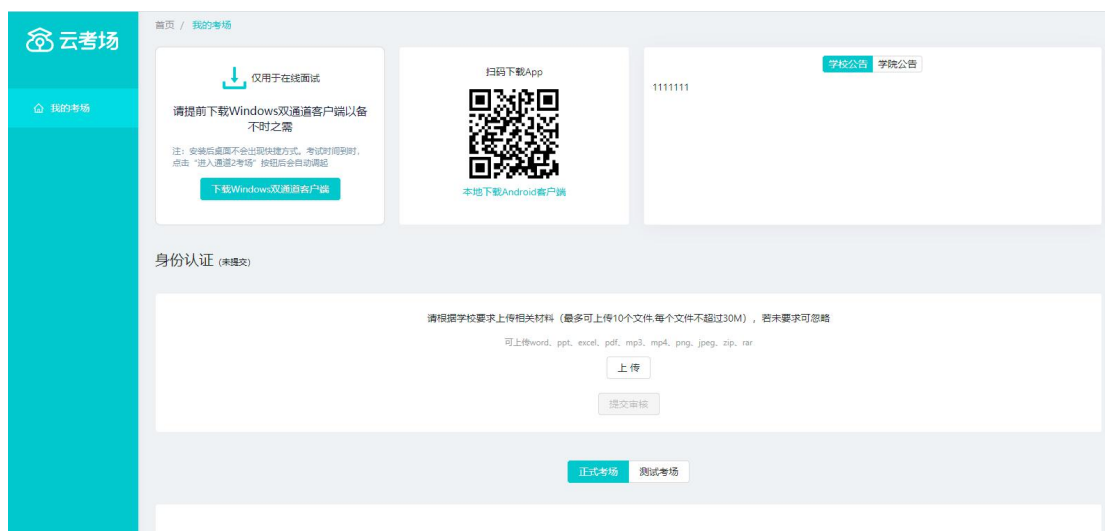 云考场
我的考场
首页 / 我的考场
仅用于在线面试
请提前下载Windows双通道客户端以备
不时之需
注：安装后桌面不会出现快捷方式。考试时间到时，
点击“进入通道2考场”按钮后会自动调起
下载Windows双通道客户端
扫码下载App
本地下载Android客户端
学校公告 学院公告
1111111
身份认证 (未提交)
请根据学校要求上传相关材料（最多可上传10个文件,每个文件不超过30M），若未要求可忽略
可上传word、ppt、excel、pdf、mp3、mp4、png、jpeg、zip、rar
上 传
提交审核
正式考场 测试考场